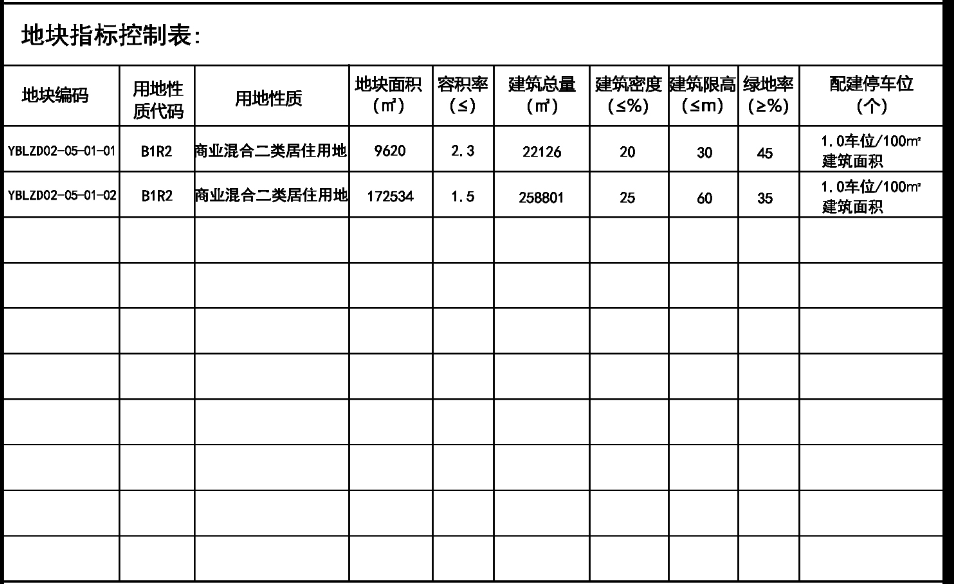 地块指标控制表:
地块编码 用地性质代码 用地性质 地块面积(㎡) 容积率(≤) 建筑总量(㎡) 建筑密度(≤%) 建筑限高(≤m) 绿地率(≥%) 配建停车位(个)
YBLZD02-05-01-01 B1R2 商业混合二类居住用地 9620 2.3 22126 20 30 45 1.0车位/100㎡建筑面积
YBLZD02-05-01-02 B1R2 商业混合二类居住用地 172534 1.5 258801 25 60 35 1.0车位/100㎡建筑面积